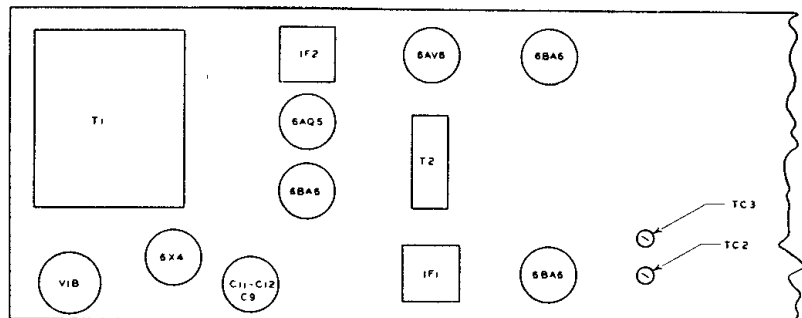 IF2
6AV6
6BA6
T1
6AQ5
T2
6BA6
TC3
6X4
TC2
VIB
C11-C12
C9
IF1
6BA6